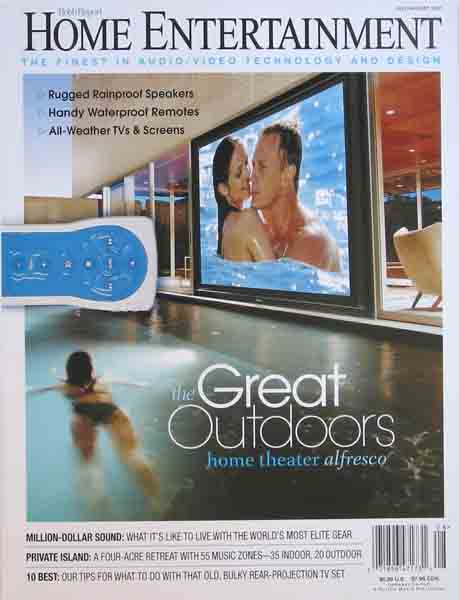 Robb Report
HOME ENTERTAINMENT
THE FINEST IN AUDIO/VIDEO TECHNOLOGY AND DESIGN
Rugged Rainproof Speakers
Handy Waterproof Remotes
All-Weather TVs & Screens
the Great
Outdoors
home theater alfresco
MILLION-DOLLAR SOUND: WHAT IT'S LIKE TO LIVE WITH THE WORLD'S MOST ELITE GEAR
PRIVATE ISLAND: A FOUR-ACRE RETREAT WITH 55 MUSIC ZONES—35 INDOOR, 20 OUTDOOR
10 BEST: OUR TIPS FOR WHAT TO DO WITH THAT OLD, BULKY REAR-PROJECTION TV SET